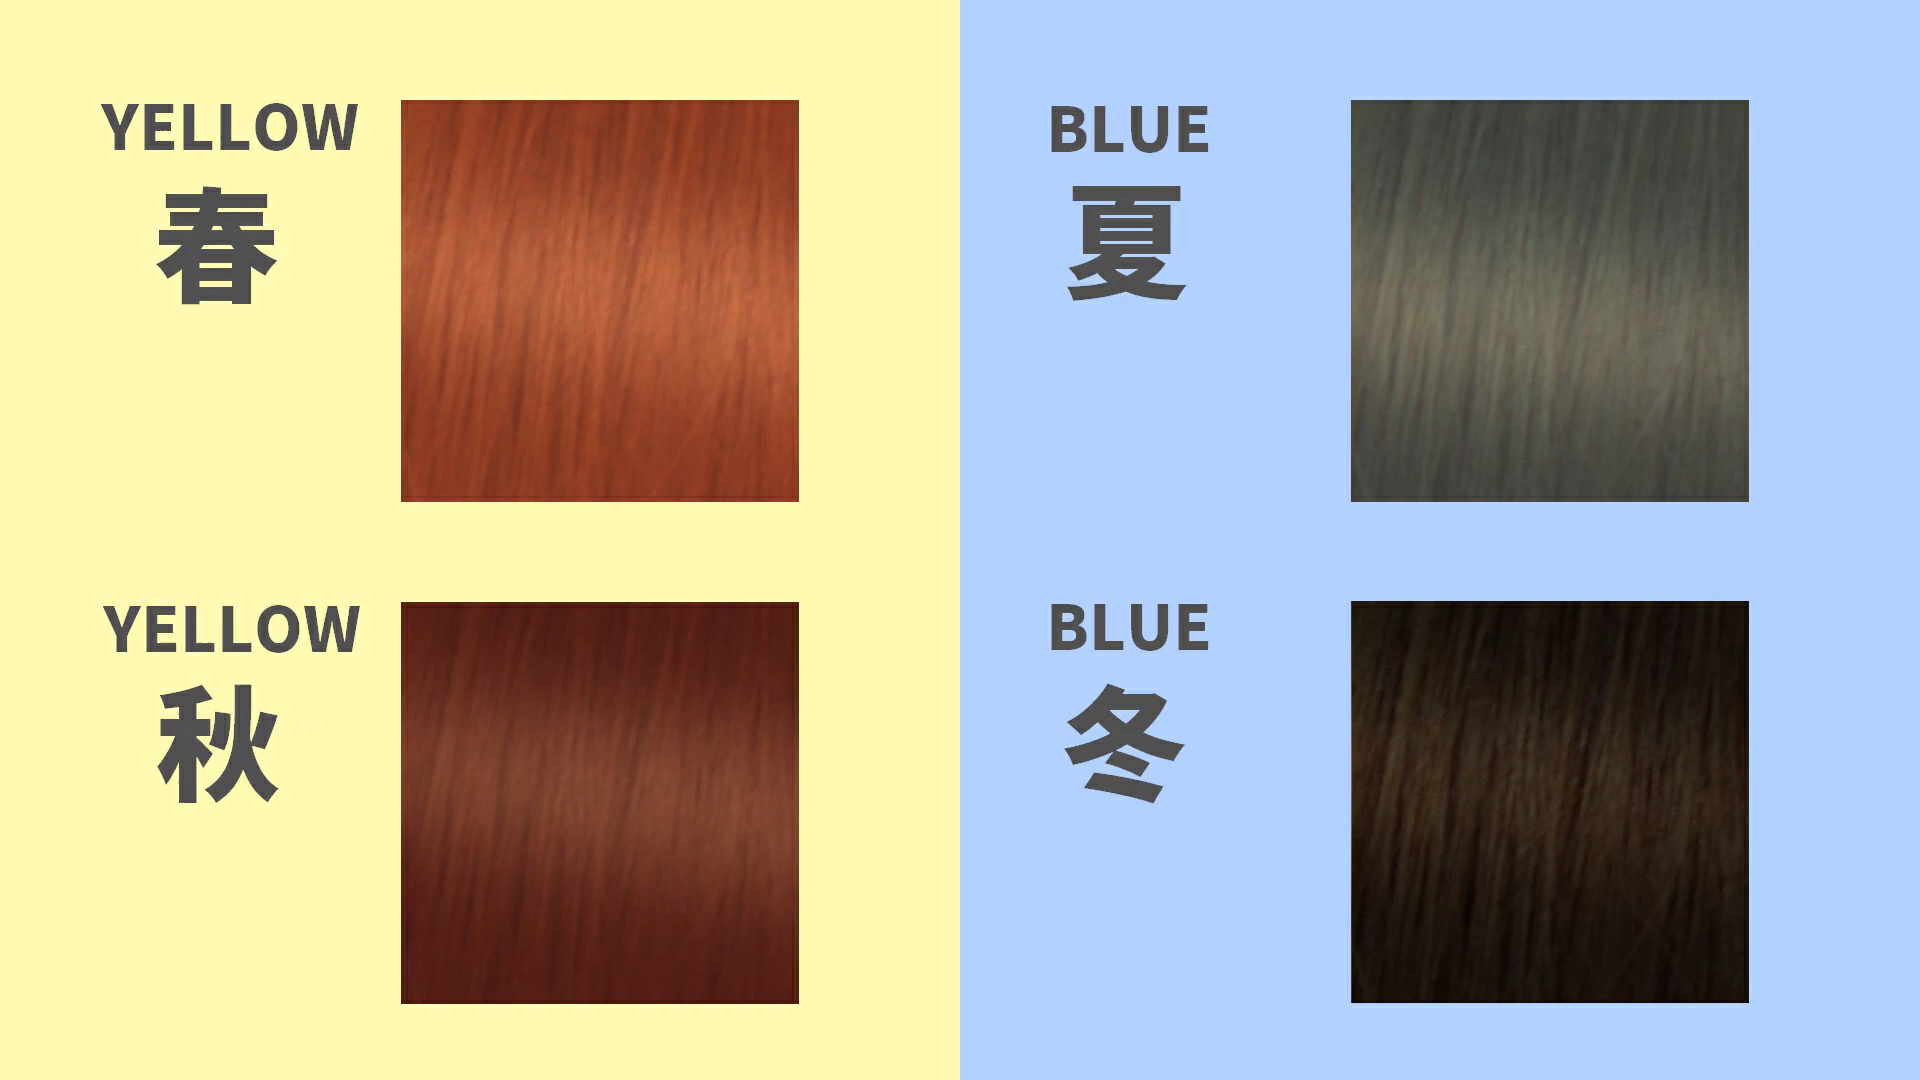 YELLOW
春
BLUE
夏
YELLOW
秋
BLUE
冬